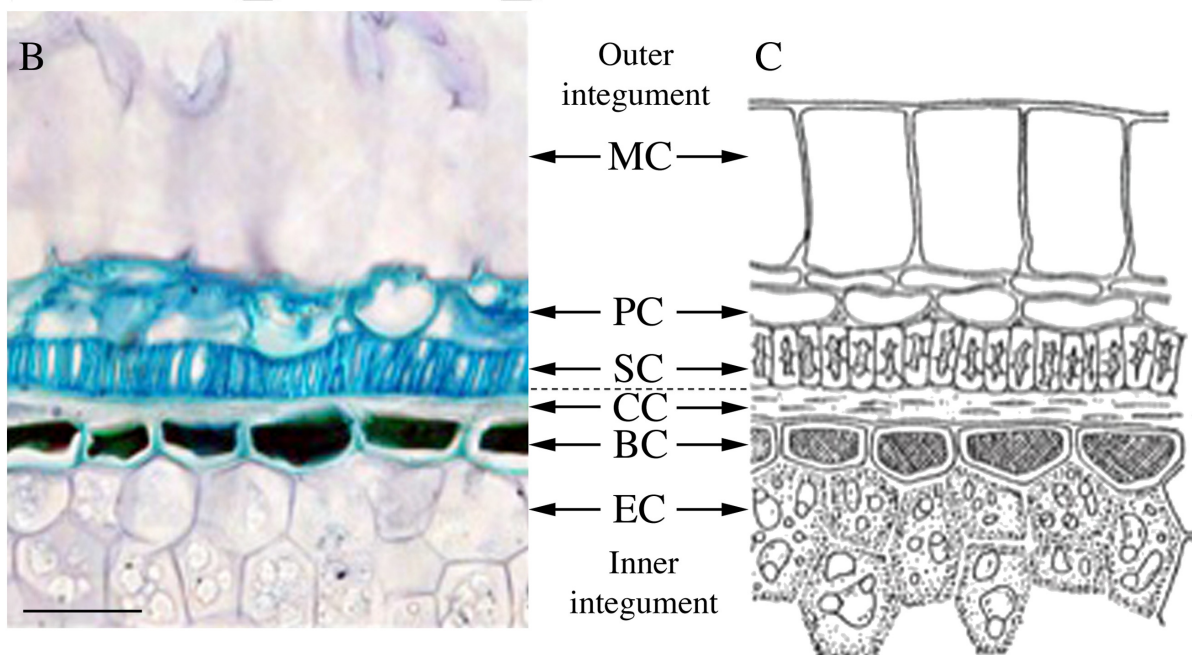 B
Outer
integument
C
MC
PC
SC
CC
BC
EC
Inner
integument